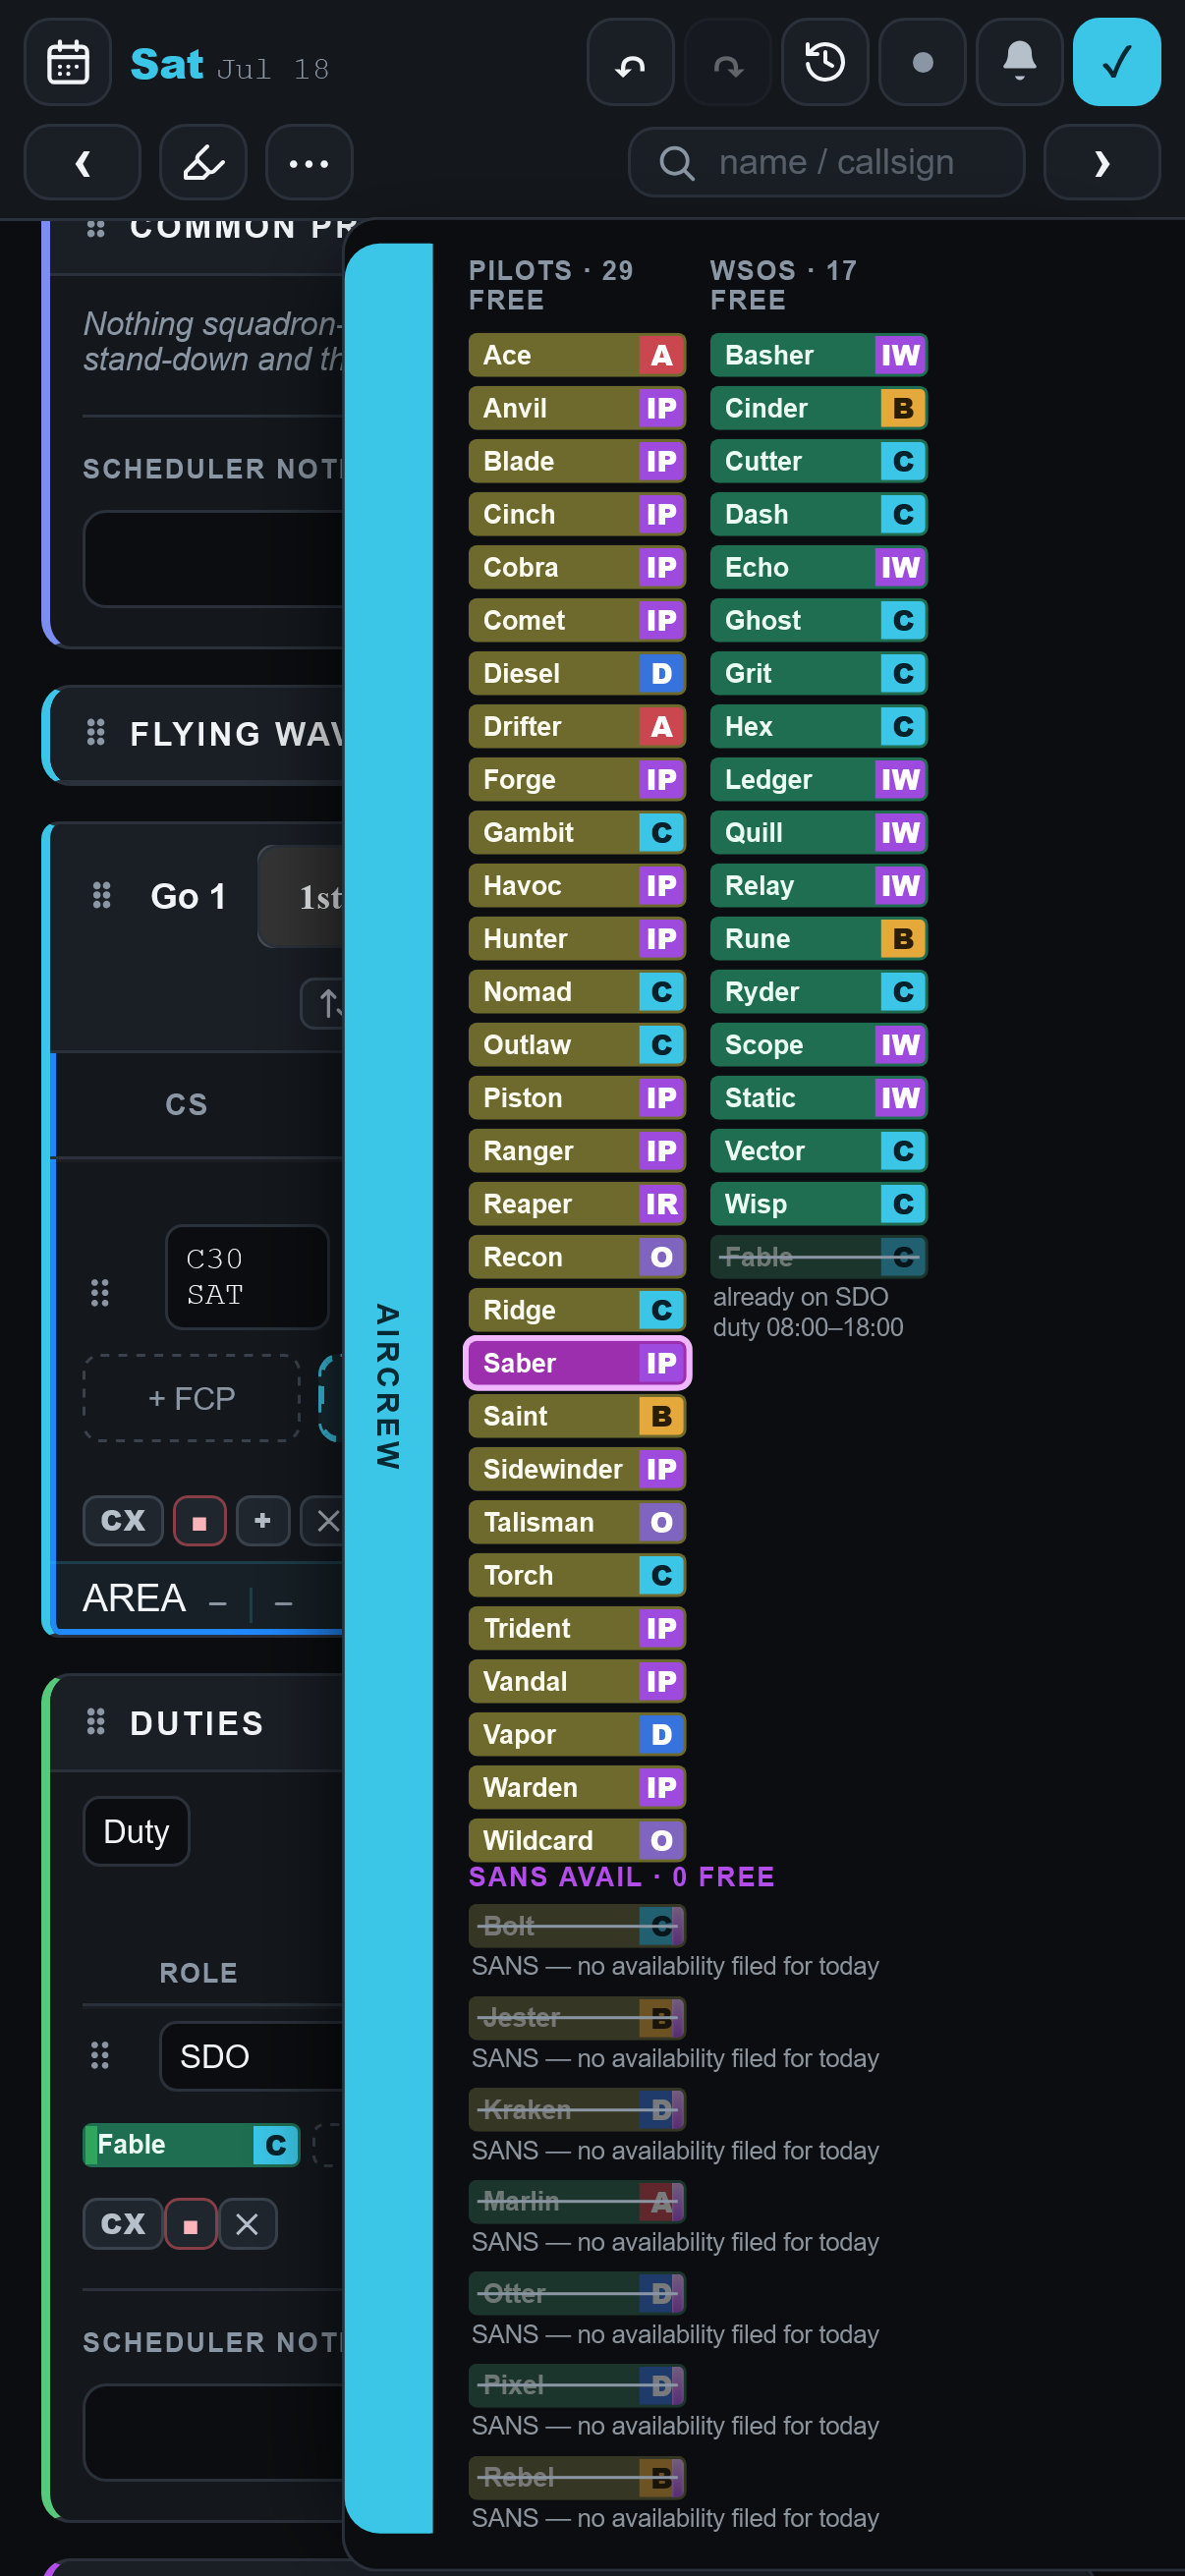 Sat Jul 18
name / callsign
COMMON PR
Nothing squadron-
stand-down and th
SCHEDULER NOT
FLYING WAV
Go 1 1st
CS
C30
SAT
+ FCP
CX + 
AREA – | –
DUTIES
Duty
ROLE
SDO
Fable C
CX
SCHEDULER NOT
AIRCREW
PILOTS · 29
FREE
Ace A
Anvil IP
Blade IP
Cinch IP
Cobra IP
Comet IP
Diesel D
Drifter A
Forge IP
Gambit C
Havoc IP
Hunter IP
Nomad C
Outlaw C
Piston IP
Ranger IP
Reaper IR
Recon O
Ridge C
Saber IP
Saint B
Sidewinder IP
Talisman O
Torch C
Trident IP
Vandal IP
Vapor D
Warden IP
Wildcard O
WSOS · 17
FREE
Basher IW
Cinder B
Cutter C
Dash C
Echo IW
Ghost C
Grit C
Hex C
Ledger IW
Quill IW
Relay IW
Rune B
Ryder C
Scope IW
Static IW
Vector C
Wisp C
Fable C
already on SDO
duty 08:00–18:00
SANS AVAIL · 0 FREE
Bolt C
SANS — no availability filed for today
Jester B
SANS — no availability filed for today
Kraken D
SANS — no availability filed for today
Marlin A
SANS — no availability filed for today
Otter D
SANS — no availability filed for today
Pixel D
SANS — no availability filed for today
Rebel B
SANS — no availability filed for today